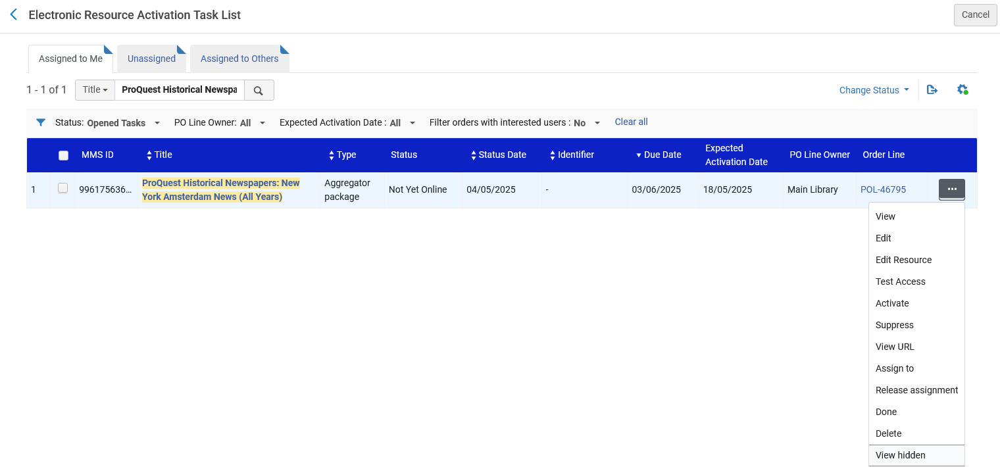 Electronic Resource Activation Task List
Cancel
Assigned to Me
Unassigned
Assigned to Others
1 - 1 of 1
Title
ProQuest Historical Newspa
Change Status
Status: Opened Tasks
PO Line Owner: All
Expected Activation Date : All
Filter orders with interested users : No
Clear all
MMS ID
Title
Type
Status
Status Date
Identifier
Due Date
Expected
Activation Date
PO Line Owner
Order Line
1
996175636...
ProQuest Historical Newspapers: New
York Amsterdam News (All Years)
Aggregator
package
Not Yet Online
04/05/2025
-
03/06/2025
18/05/2025
Main Library
POL-46795
View
Edit
Edit Resource
Test Access
Activate
Suppress
View URL
Assign to
Release assignment
Done
Delete
View hidden